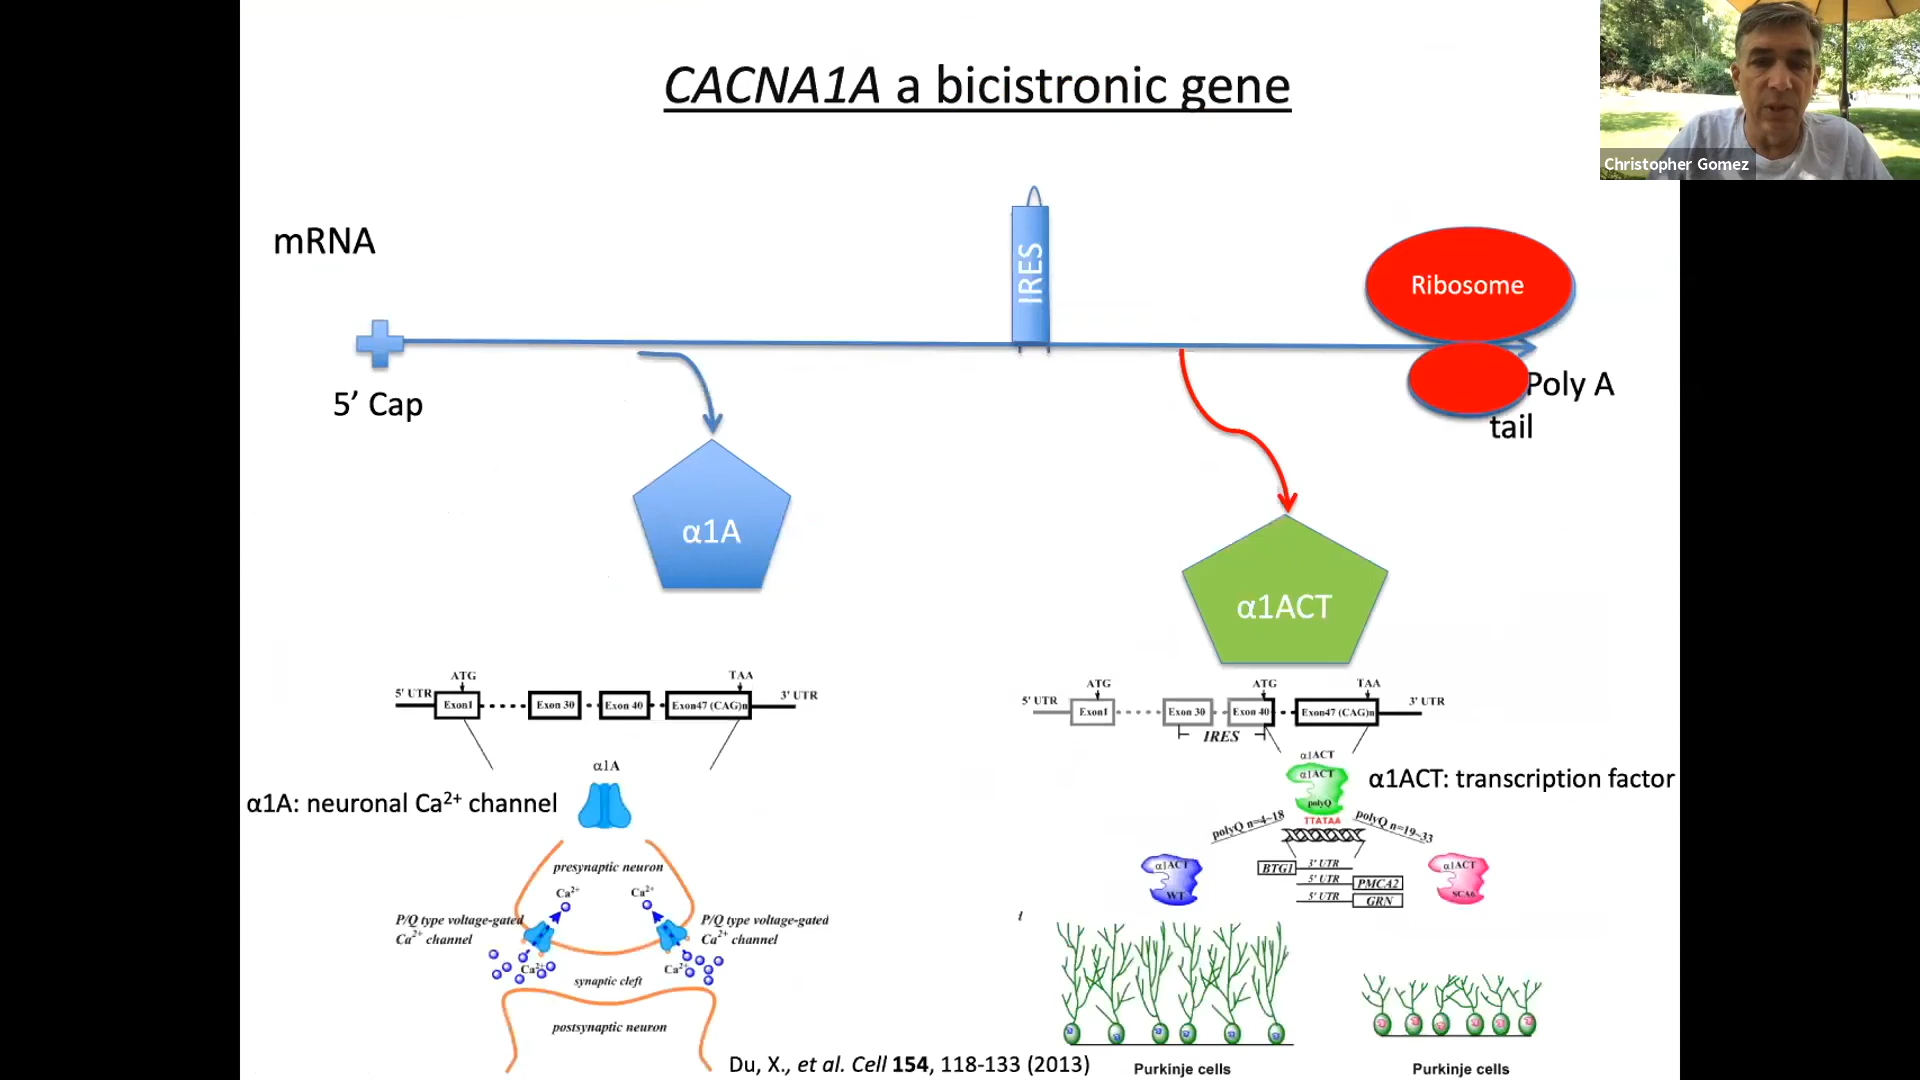 CACNA1A a bicistronic gene
Christopher Gomez
mRNA
IRES
Ribosome
5’ Cap
Poly A
tail
α1A
α1ACT
5' UTR
ATG
TAA
3' UTR
Exon1
Exon 30
Exon 40
Exon47 (CAG)n
α1A
α1A: neuronal Ca²⁺ channel
presynaptic neuron
Ca²⁺
Ca²⁺
P/Q type voltage-gated
Ca²⁺ channel
P/Q type voltage-gated
Ca²⁺ channel
Ca²⁺
Ca²⁺
synaptic cleft
postsynaptic neuron
5' UTR
ATG
ATG
TAA
3' UTR
Exon1
Exon 30
Exon 40
Exon47 (CAG)n
IRES
α1ACT
α1ACT
polyQ
α1ACT: transcription factor
TTATAA
polyQ n=4~18
polyQ n=19~33
α1ACT
WT
BTG1
3' UTR
5' UTR
PMCA2
5' UTR
GRN
α1ACT
SCA6
Purkinje cells
Purkinje cells
Du, X., et al. Cell 154, 118-133 (2013)